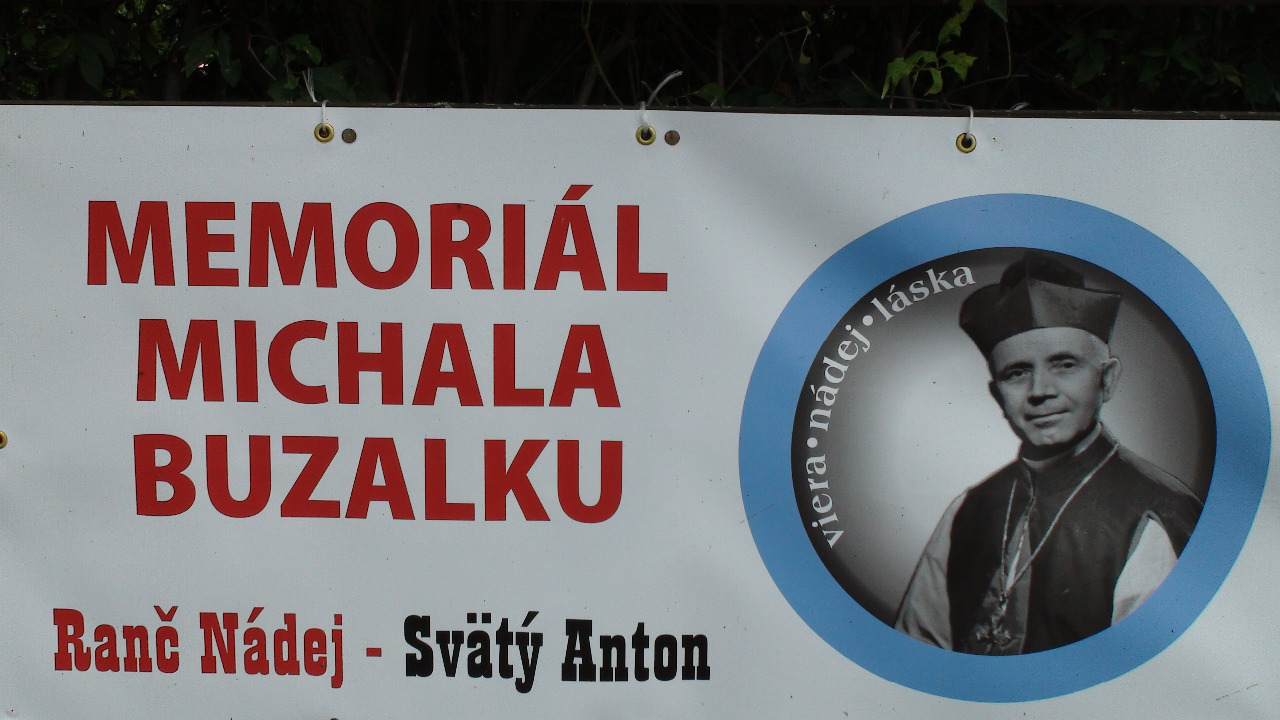 MEMORIÁL
MICHALA
BUZALKU
Ranč Nádej - Svätý Anton
viera•nádej•láska